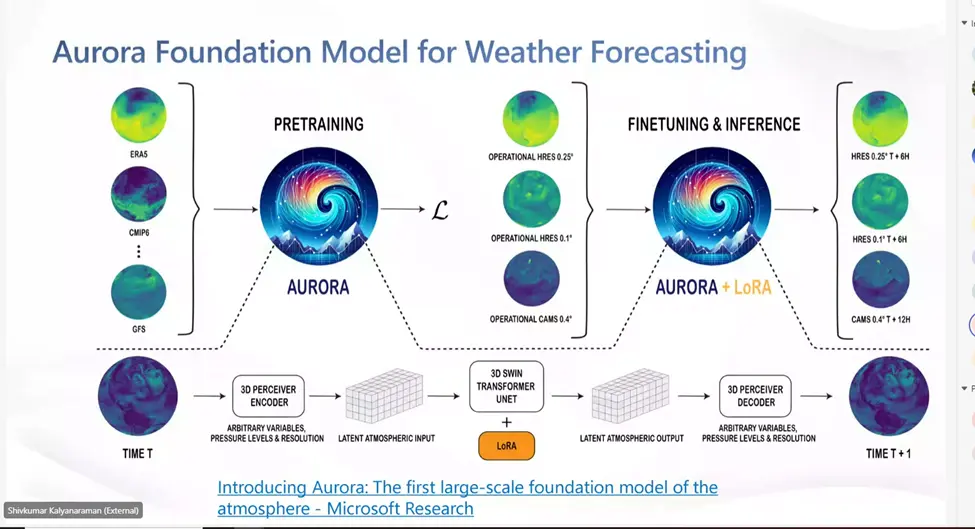 Aurora Foundation Model for Weather Forecasting
PRETRAINING
FINETUNING & INFERENCE
ERA5
CMIP6
GFS
AURORA
ℒ
OPERATIONAL HRES 0.25°
OPERATIONAL HRES 0.1°
OPERATIONAL CAMS 0.4°
AURORA + LoRA
HRES 0.25° T + 6H
HRES 0.1° T + 6H
CAMS 0.4° T + 12H
TIME T
3D PERCEIVER
ENCODER
ARBITRARY VARIABLES,
PRESSURE LEVELS & RESOLUTION
LATENT ATMOSPHERIC INPUT
3D SWIN
TRANSFORMER
UNET
+
LoRA
LATENT ATMOSPHERIC OUTPUT
3D PERCEIVER
DECODER
ARBITRARY VARIABLES,
PRESSURE LEVELS & RESOLUTION
TIME T + 1
Introducing Aurora: The first large-scale foundation model of the
atmosphere - Microsoft Research
Shivkumar Kalyanaraman (External)